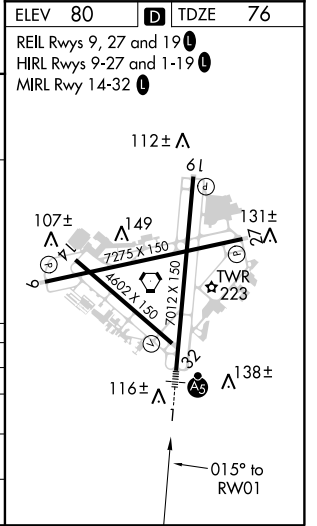 ELEV 80 D TDZE 76
REIL Rwys 9, 27 and 19 L
HIRL Rwys 9-27 and 1-19 L
MIRL Rwy 14-32 L
112±
19
P
107±
149
131±
14
27
7275 X 150
P
P
9
4602 X 150
7012 X 150
TWR
223
V
32
116±
A5
138±
1
015° to
RW01